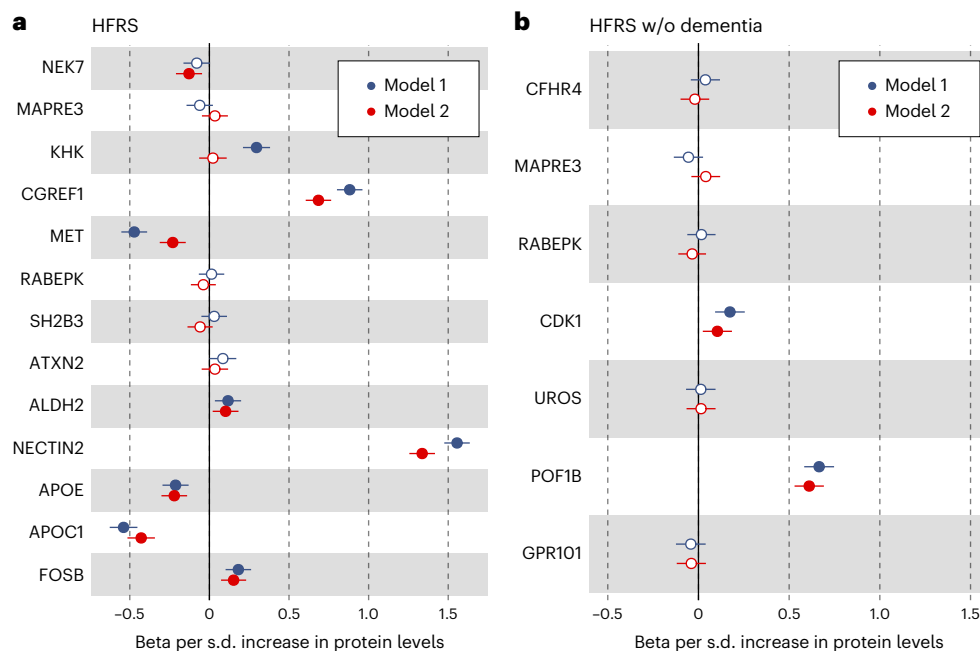 a
HFRS
NEK7
MAPRE3
KHK
CGREF1
MET
RABEPK
SH2B3
ATXN2
ALDH2
NECTIN2
APOE
APOC1
FOSB
Model 1
Model 2
−0.5 0 0.5 1.0 1.5
Beta per s.d. increase in protein levels
b
HFRS w/o dementia
CFHR4
MAPRE3
RABEPK
CDK1
UROS
POF1B
GPR101
Model 1
Model 2
−0.5 0 0.5 1.0 1.5
Beta per s.d. increase in protein levels